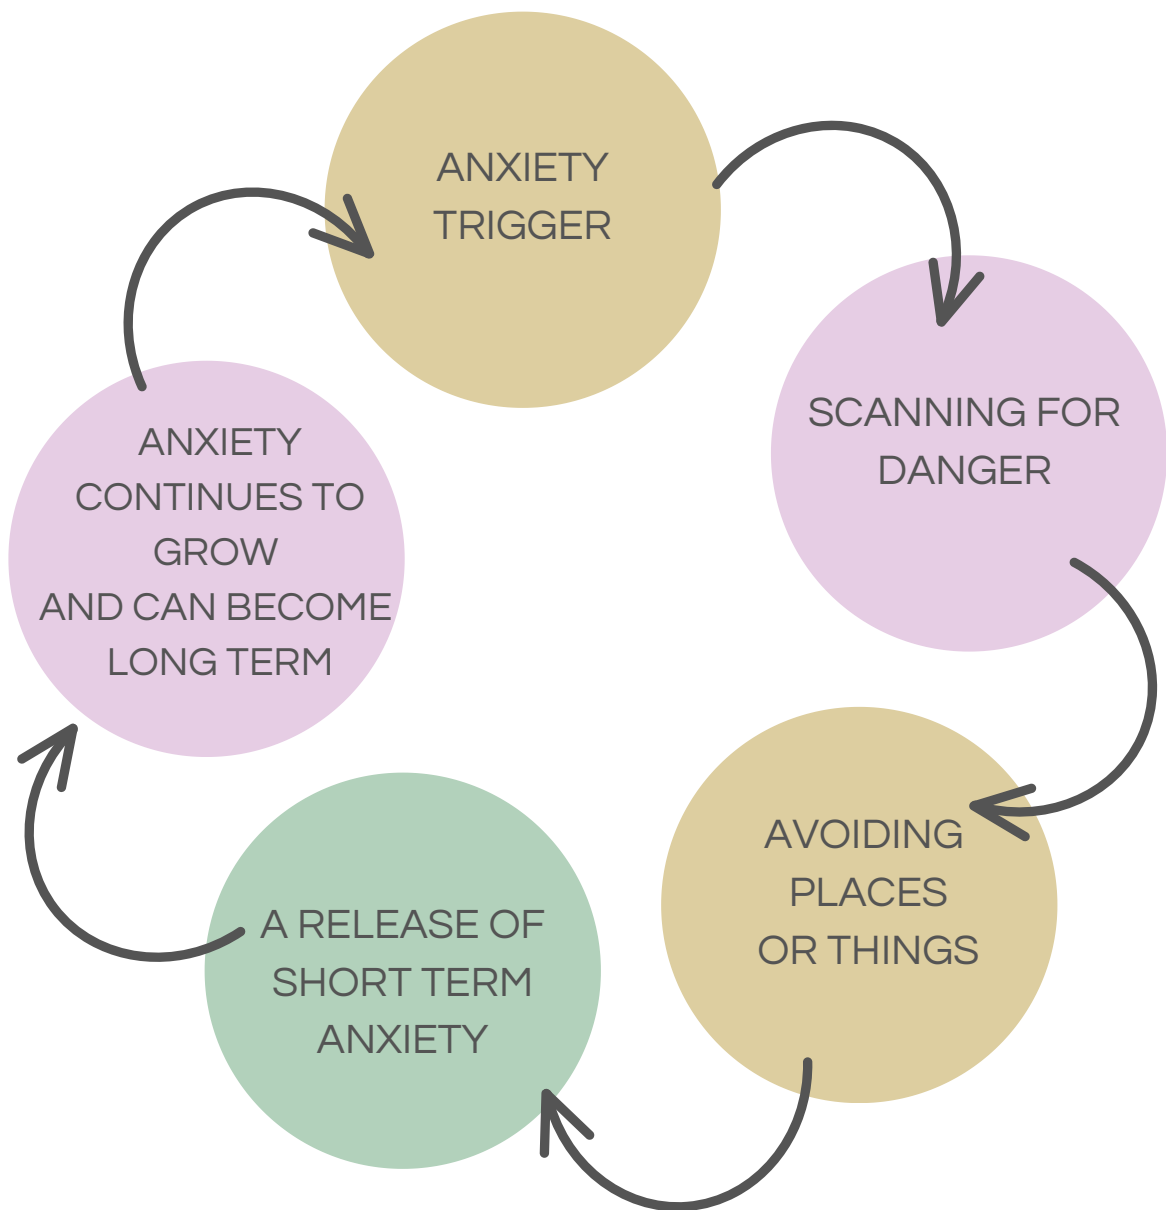 ANXIETY
TRIGGER
SCANNING FOR
DANGER
AVOIDING
PLACES
OR THINGS
A RELEASE OF
SHORT TERM
ANXIETY
ANXIETY
CONTINUES TO
GROW
AND CAN BECOME
LONG TERM